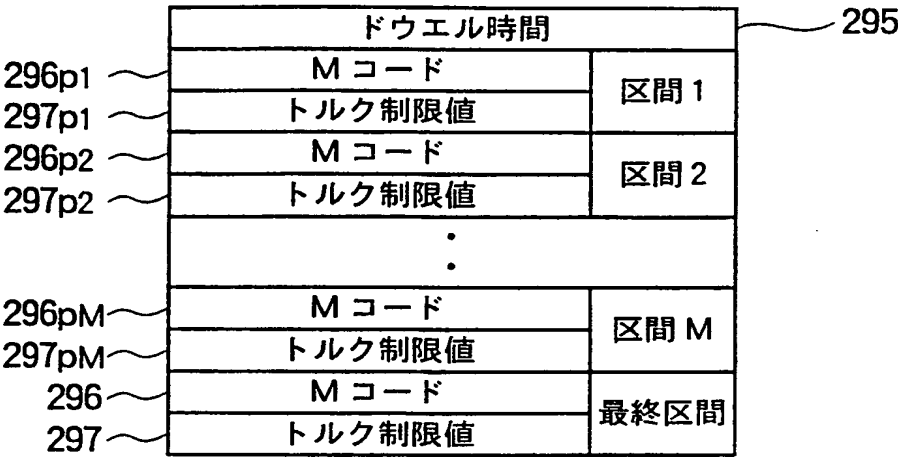 ドウエル時間 295
296p1 Mコード 区間1
297p1 トルク制限値
296p2 Mコード 区間2
297p2 トルク制限値
296pM Mコード 区間M
297pM トルク制限値
296 Mコード 最終区間
297 トルク制限値